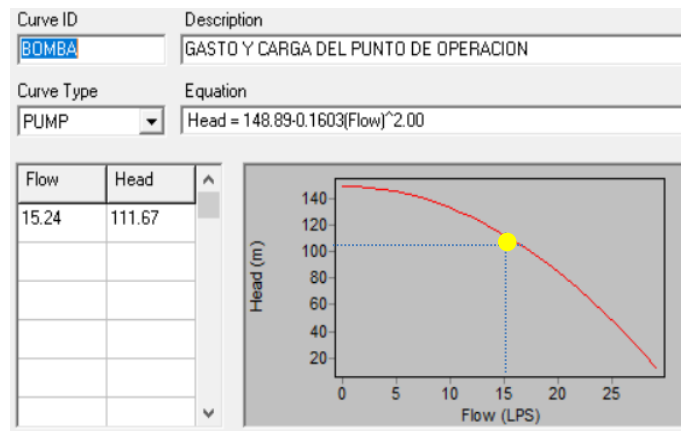 Curve ID
Description
BOMBA
GASTO Y CARGA DEL PUNTO DE OPERACION
Curve Type
Equation
PUMP
Head = 148.89-0.1603(Flow)^2.00
Flow Head
15.24 111.67
140
120
100
80
60
40
20
Head (m)
0 5 10 15 20 25
Flow (LPS)